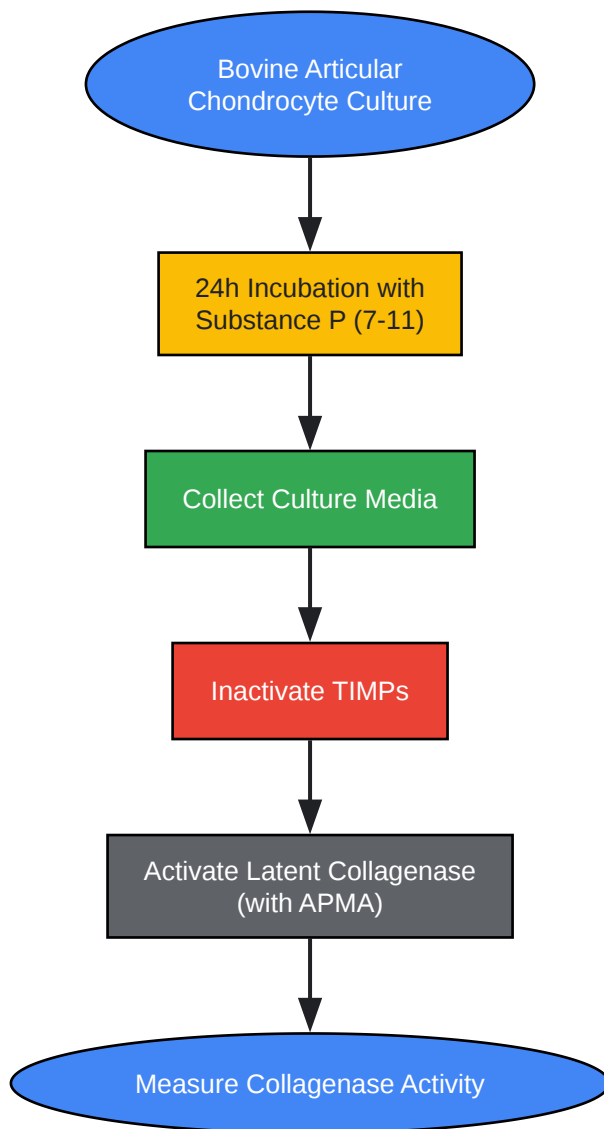 Bovine Articular
Chondrocyte Culture
24h Incubation with
Substance P (7-11)
Collect Culture Media
Inactivate TIMPs
Activate Latent Collagenase
(with APMA)
Measure Collagenase Activity